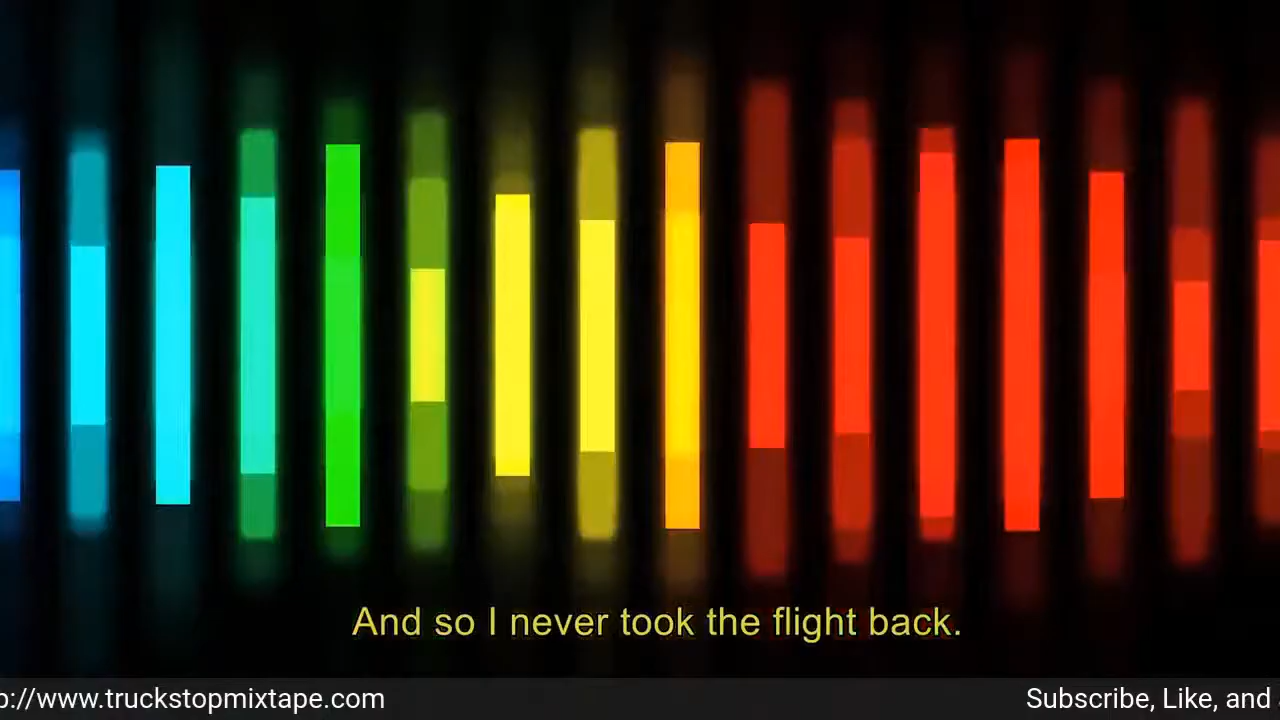 And so I never took the flight back.
p://www.truckstopmixtape.com
Subscribe, Like, and